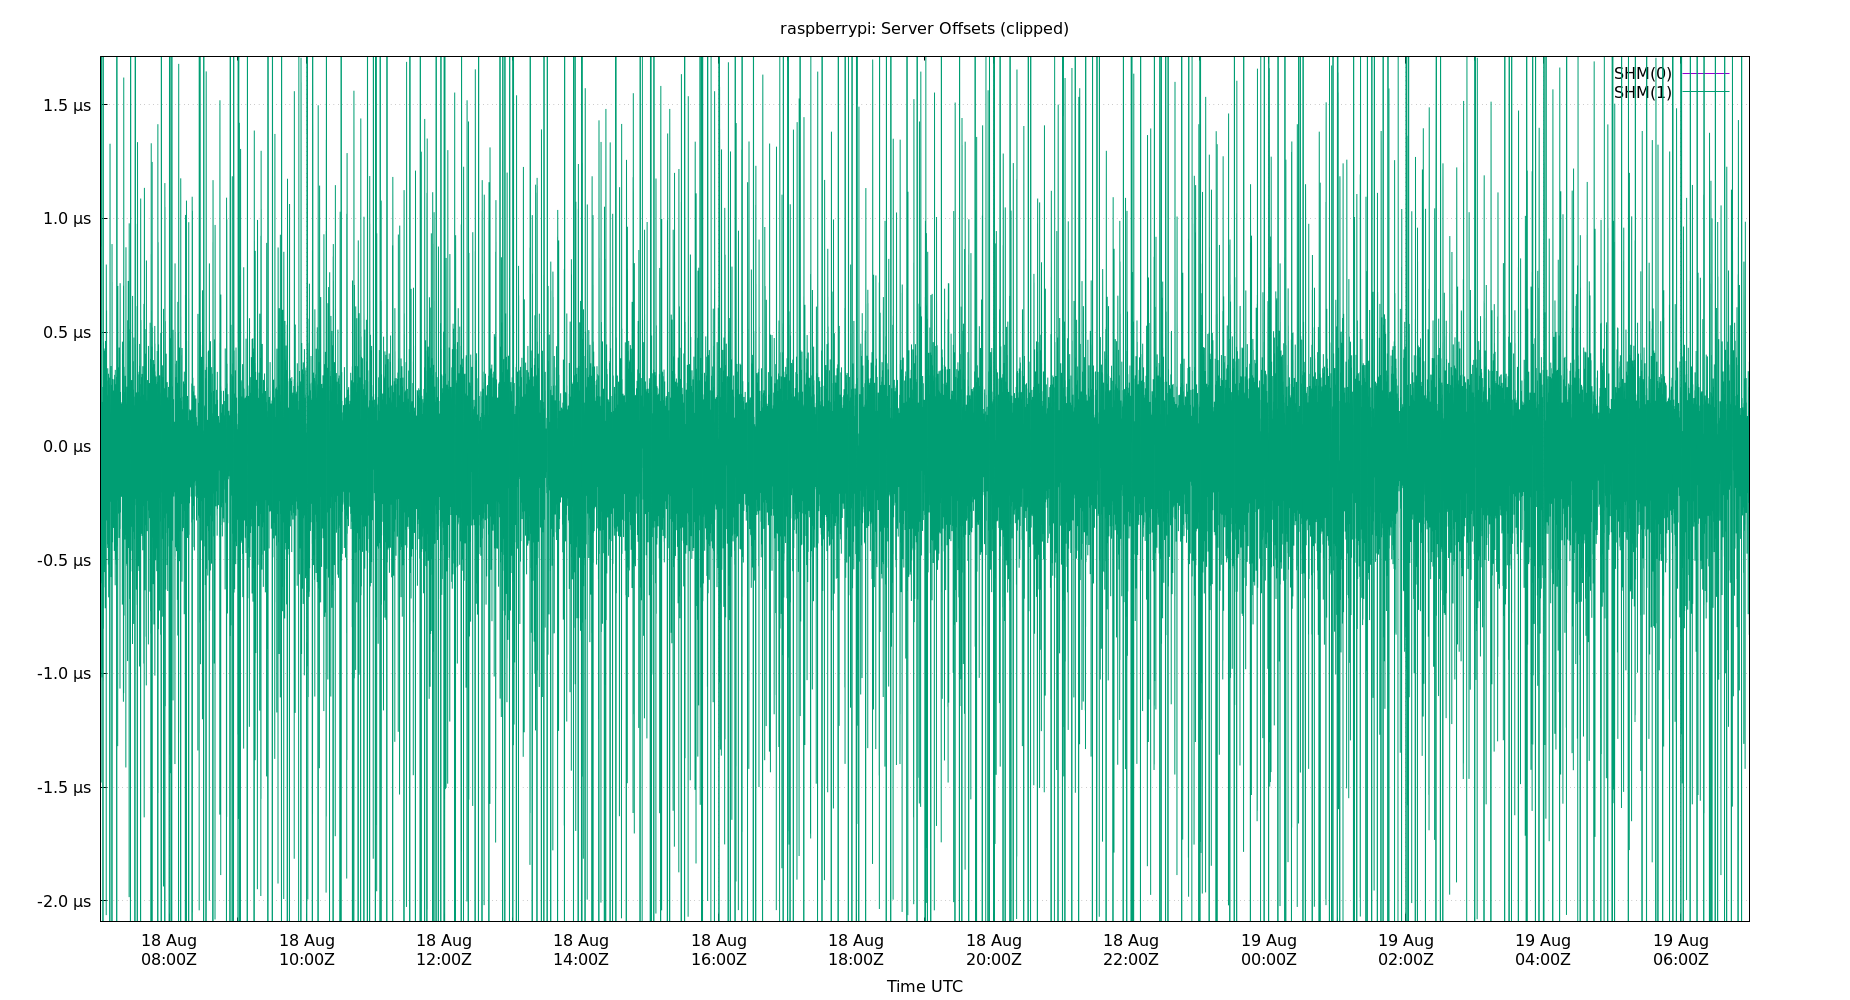 raspberrypi: Server Offsets (clipped)
SHM(0)
SHM(1)
1.5 µs
1.0 µs
0.5 µs
0.0 µs
-0.5 µs
-1.0 µs
-1.5 µs
-2.0 µs
18 Aug 18 Aug 18 Aug 18 Aug 18 Aug 18 Aug 18 Aug 18 Aug 19 Aug 19 Aug 19 Aug 19 Aug
08:00Z 10:00Z 12:00Z 14:00Z 16:00Z 18:00Z 20:00Z 22:00Z 00:00Z 02:00Z 04:00Z 06:00Z
Time UTC